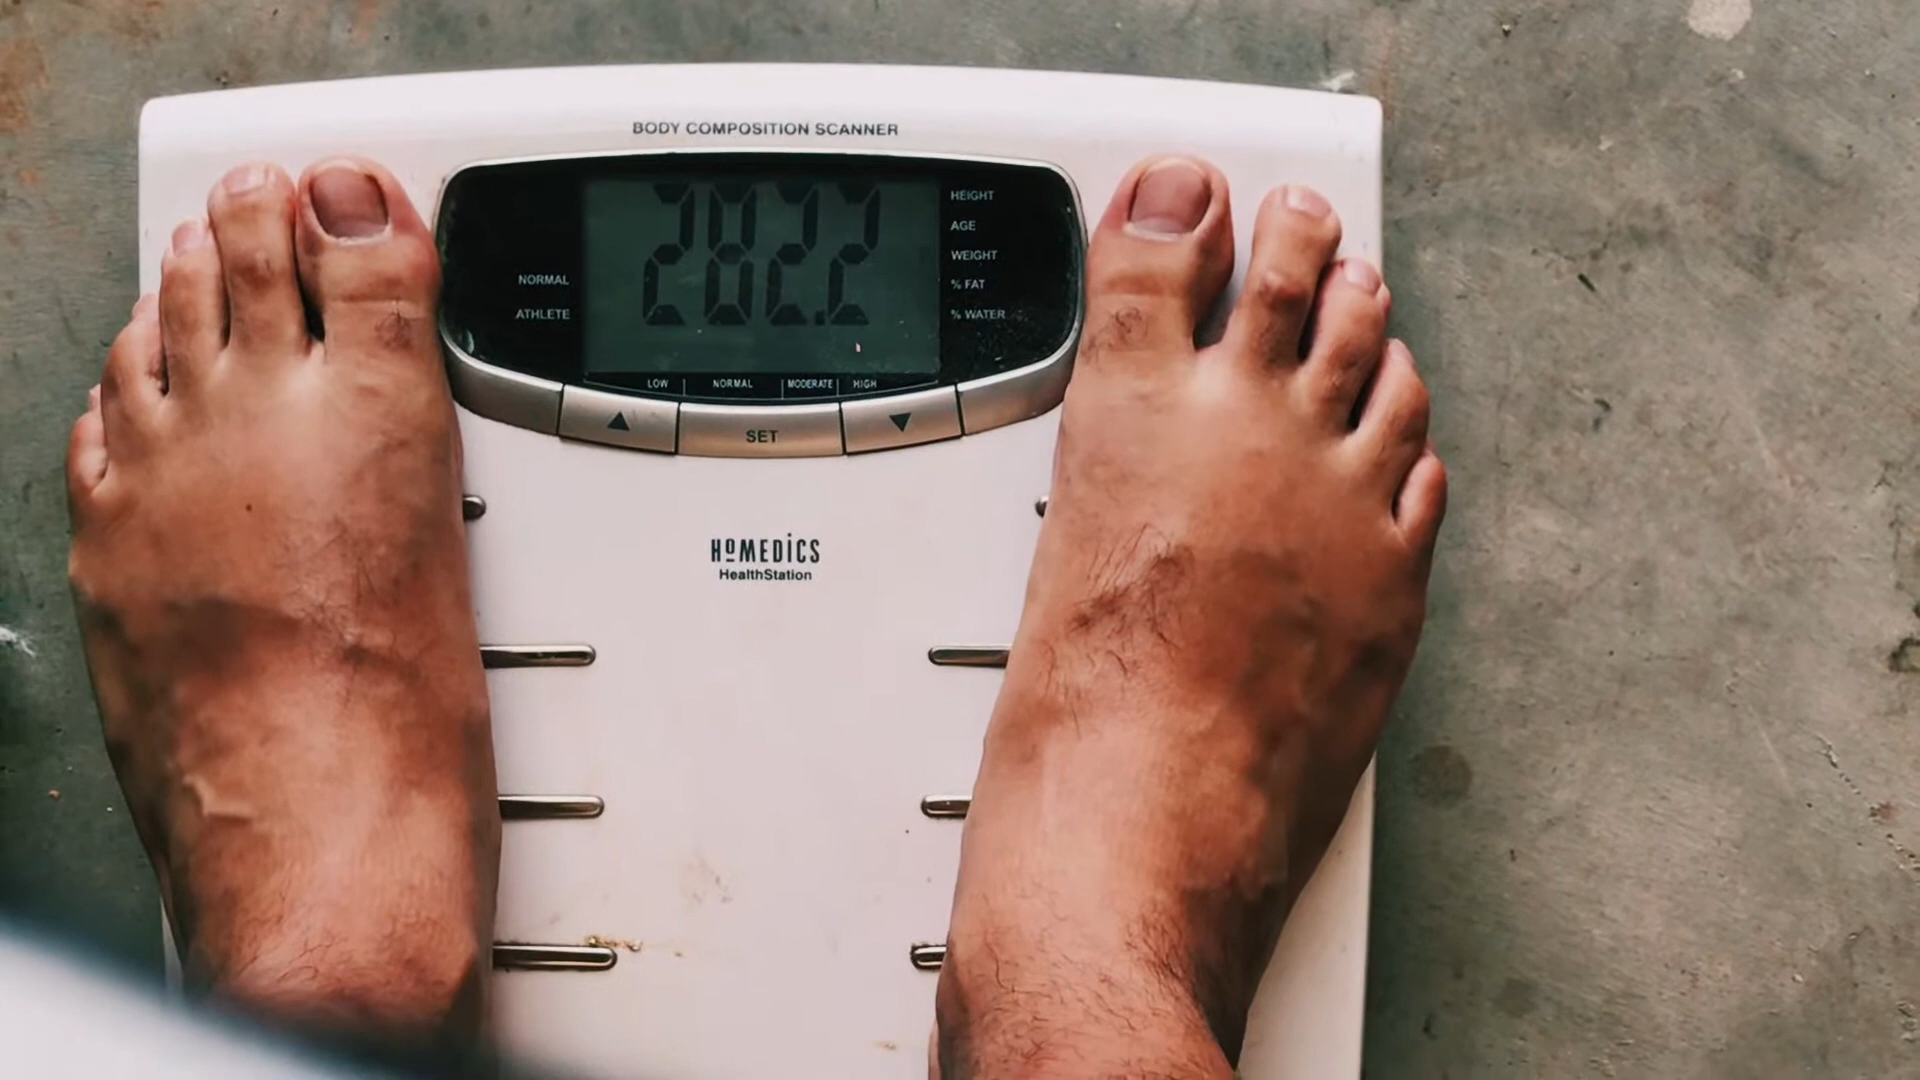 BODY COMPOSITION SCANNER
282.2
HEIGHT
AGE
WEIGHT
% FAT
% WATER
NORMAL
ATHLETE
LOW NORMAL MODERATE HIGH
▲ SET ▼
HoMEDiCS
HealthStation